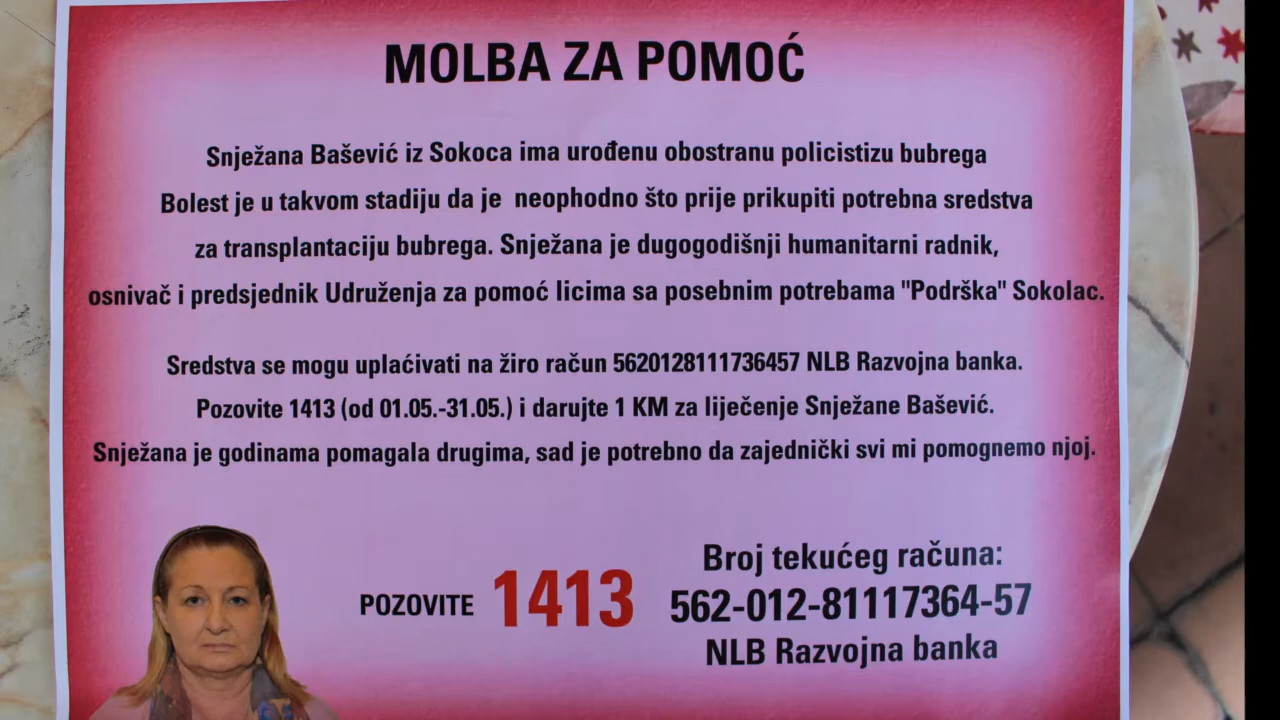 MOLBA ZA POMOĆ
Snježana Bašević iz Sokoca ima urođenu obostranu policistizu bubrega
Bolest je u takvom stadiju da je neophodno što prije prikupiti potrebna sredstva
za transplantaciju bubrega. Snježana je dugogodišnji humanitarni radnik,
osnivač i predsjednik Udruženja za pomoć licima sa posebnim potrebama "Podrška" Sokolac.
Sredstva se mogu uplaćivati na žiro račun 5620128111736457 NLB Razvojna banka.
Pozovite 1413 (od 01.05.-31.05.) i darujte 1 KM za liječenje Snježane Bašević.
Snježana je godinama pomagala drugima, sad je potrebno da zajednički svi mi pomognemo njoj.
POZOVITE 1413
Broj tekućeg računa:
562-012-81117364-57
NLB Razvojna banka